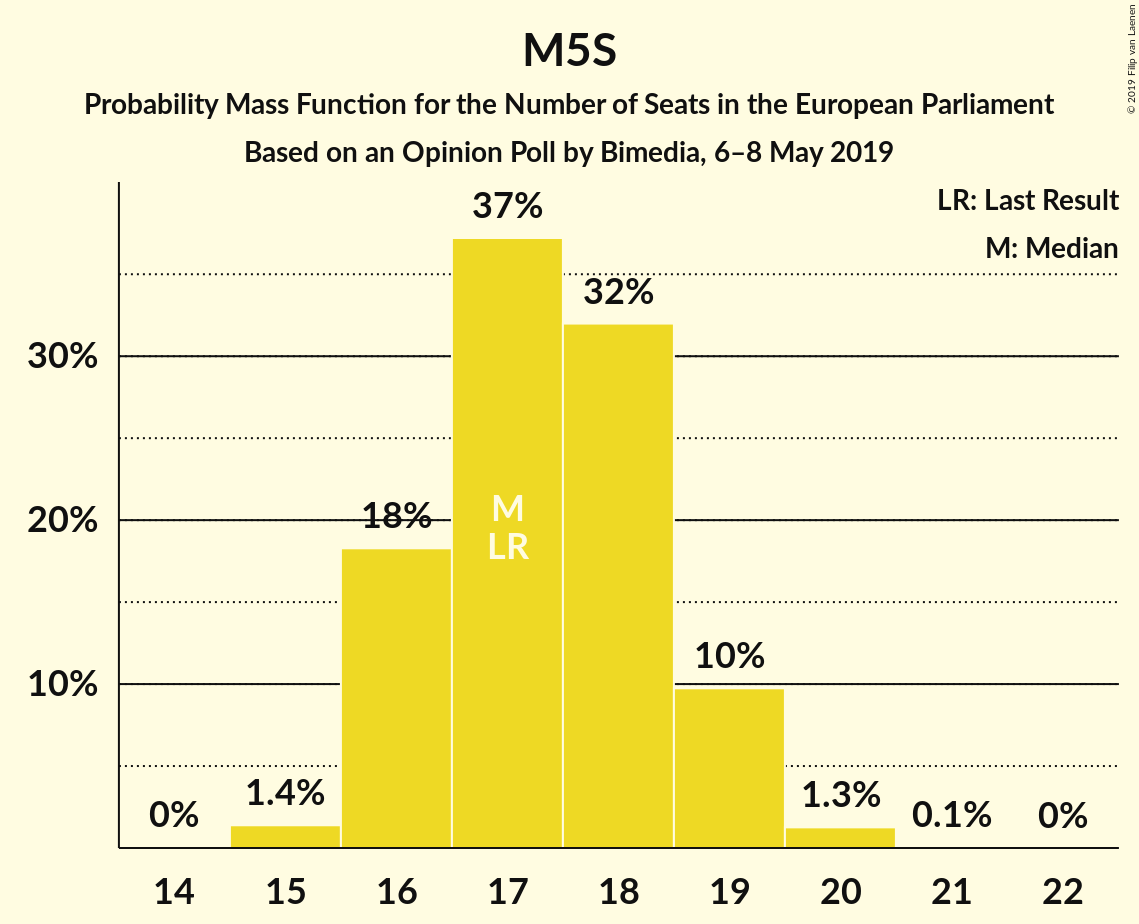 M5S
Probability Mass Function for the Number of Seats in the European Parliament
Based on an Opinion Poll by Bimedia, 6–8 May 2019
© 2019 Filip van Laenen
LR: Last Result
M: Median
37%
32%
30%
18%
20%
M
LR
10%
10%
0%
1.4%
1.3%
0.1%
0%
14 15 16 17 18 19 20 21 22